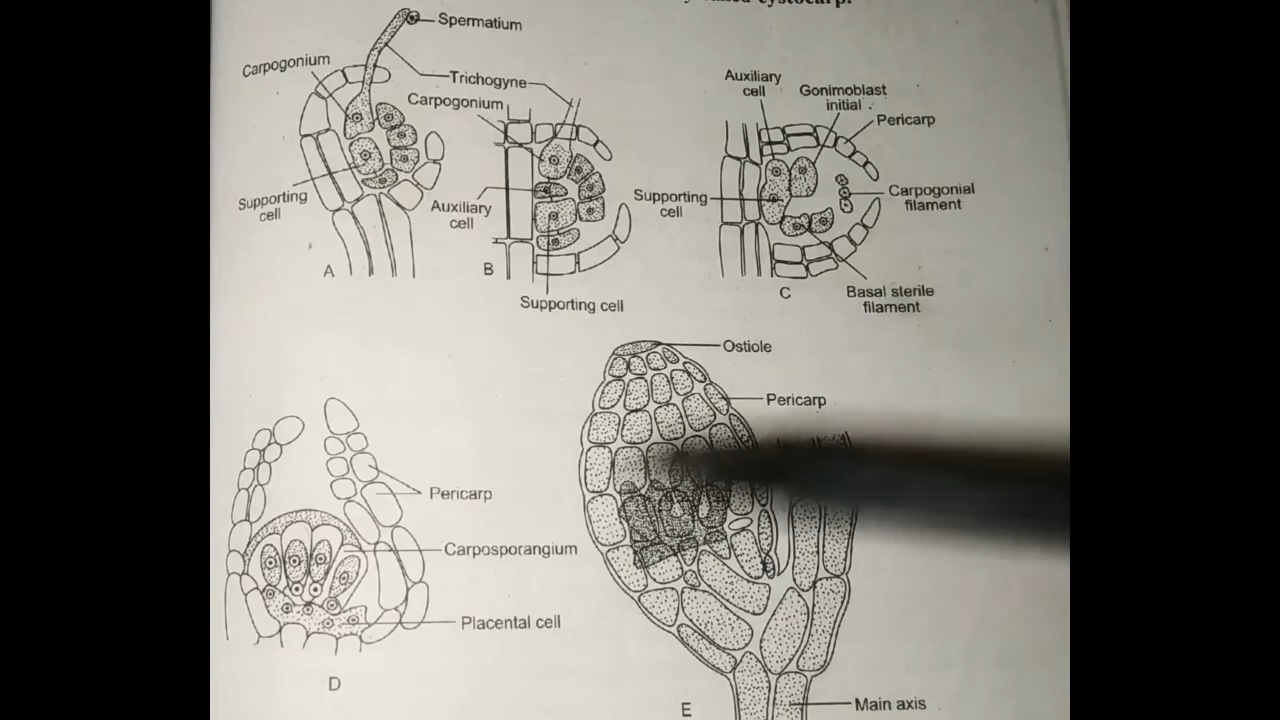 cystocarp.
Spermatium
Carpogonium
Trichogyne
Carpogonium
Supporting
cell
Auxiliary
cell
Supporting cell
A
B
Auxiliary
cell
Gonimoblast
initial
Pericarp
Supporting
cell
Carpogonial
filament
Basal sterile
filament
C
Ostiole
Pericarp
Pericarp
Carposporangium
Placental cell
D
Main axis
E